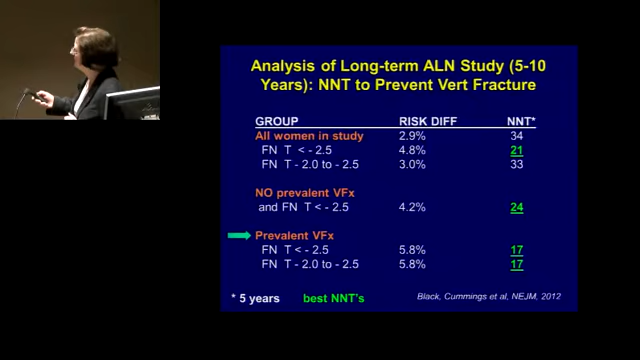 Analysis of Long-term ALN Study (5-10
Years): NNT to Prevent Vert Fracture
GROUP RISK DIFF NNT*
All women in study 2.9% 34
FN T < - 2.5 4.8% 21
FN T - 2.0 to - 2.5 3.0% 33
NO prevalent VFx
and FN T < - 2.5 4.2% 24
Prevalent VFx
FN T < - 2.5 5.8% 17
FN T - 2.0 to - 2.5 5.8% 17
* 5 years best NNT's Black, Cummings et al, NEJM, 2012